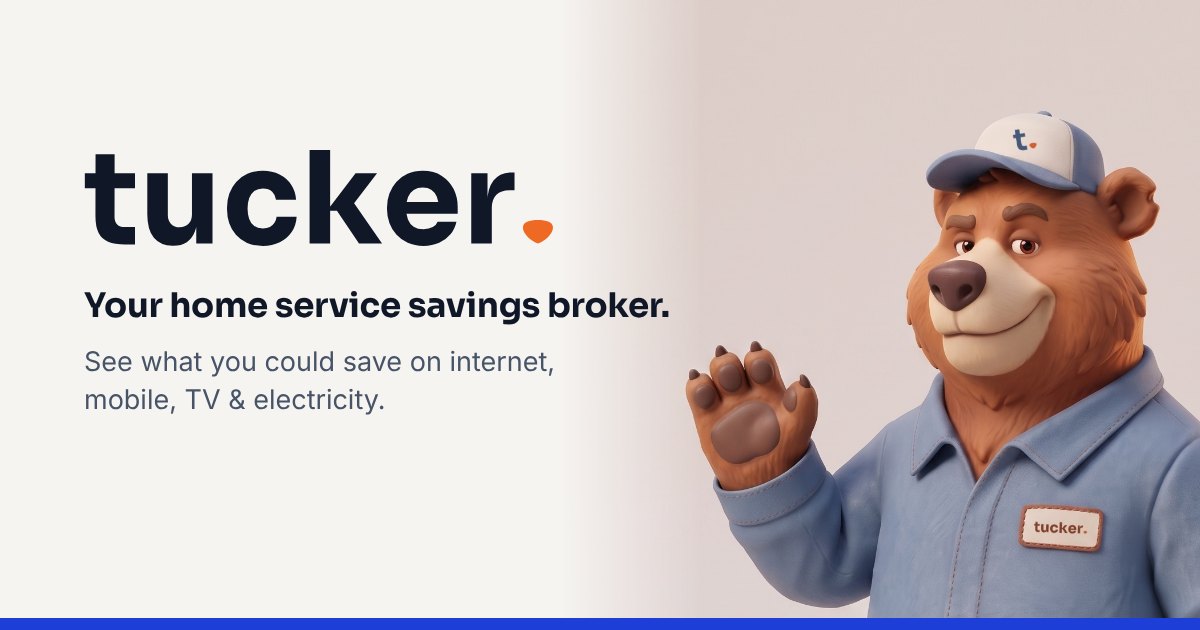 tucker.
Your home service savings broker.
See what you could save on internet,
mobile, TV & electricity.
t.
tucker.